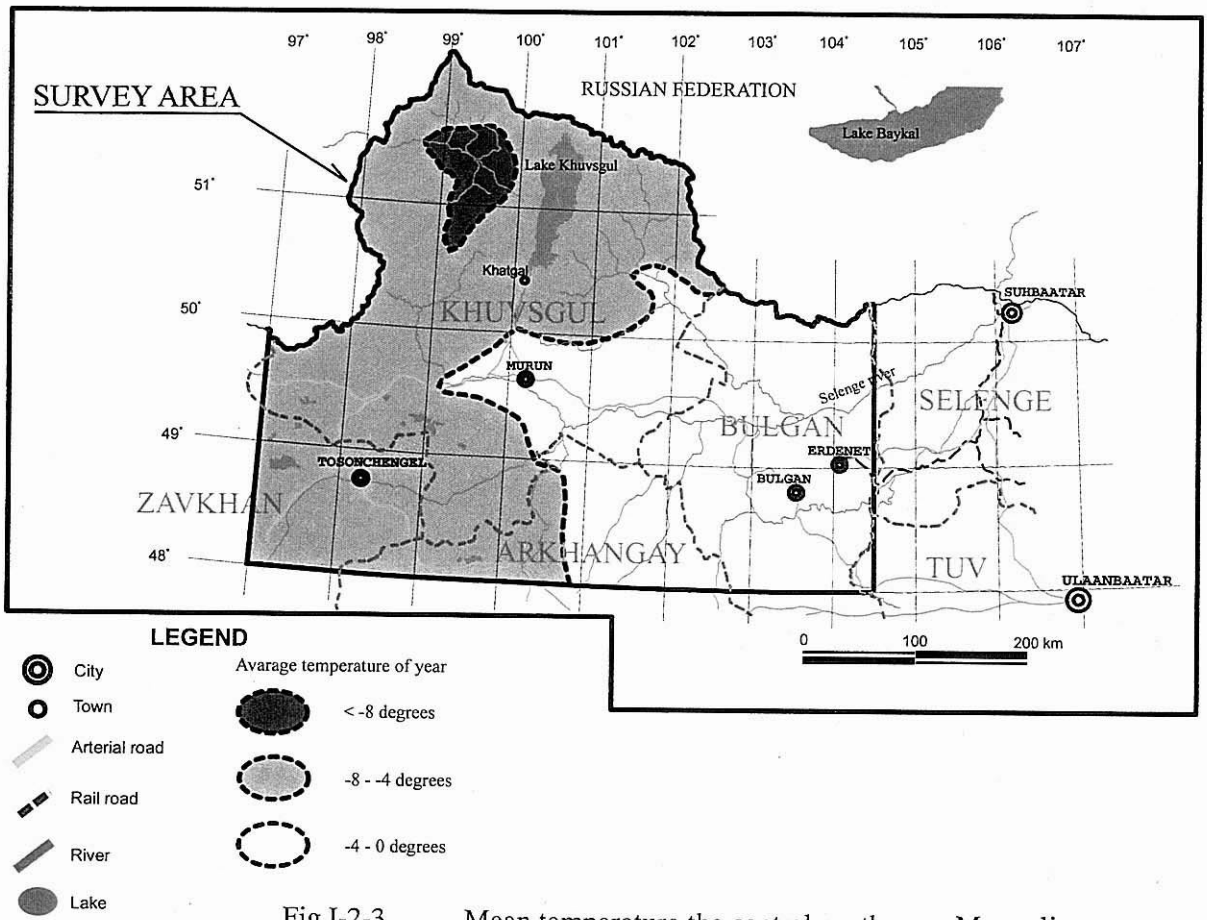 97° 98° 99° 100° 101° 102° 103° 104° 105° 106° 107°
RUSSIAN FEDERATION
SURVEY AREA
Lake Baykal
Lake Khuvsgul
51°
Khatgal
50°
KHUVSGUL
SUHBAATAR
MURUN
Selenge river
SELENGE
49°
BULGAN
ERDENET
TOSONCHENGEL
BULGAN
ZAVKHAN
48°
ARKHANGAY
TUV
ULAANBAATAR
0 100 200 km
LEGEND
City
Town
Arterial road
Rail road
River
Lake
Avarage temperature of year
< -8 degrees
-8 - -4 degrees
-4 - 0 degrees
Fig.I-2-3 Mean temperature the central northern Mongolia